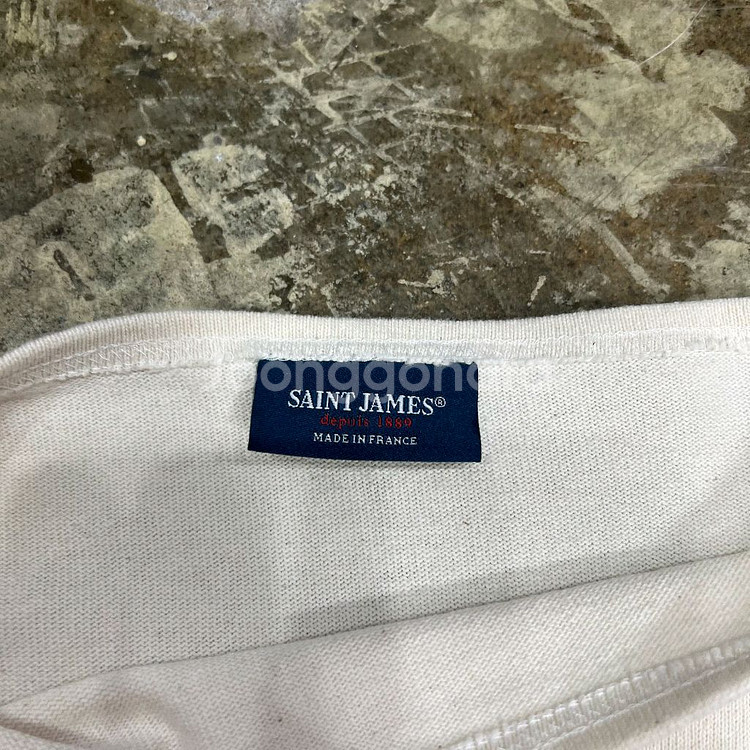 SAINT JAMES®
depuis 1889
MADE IN FRANCE